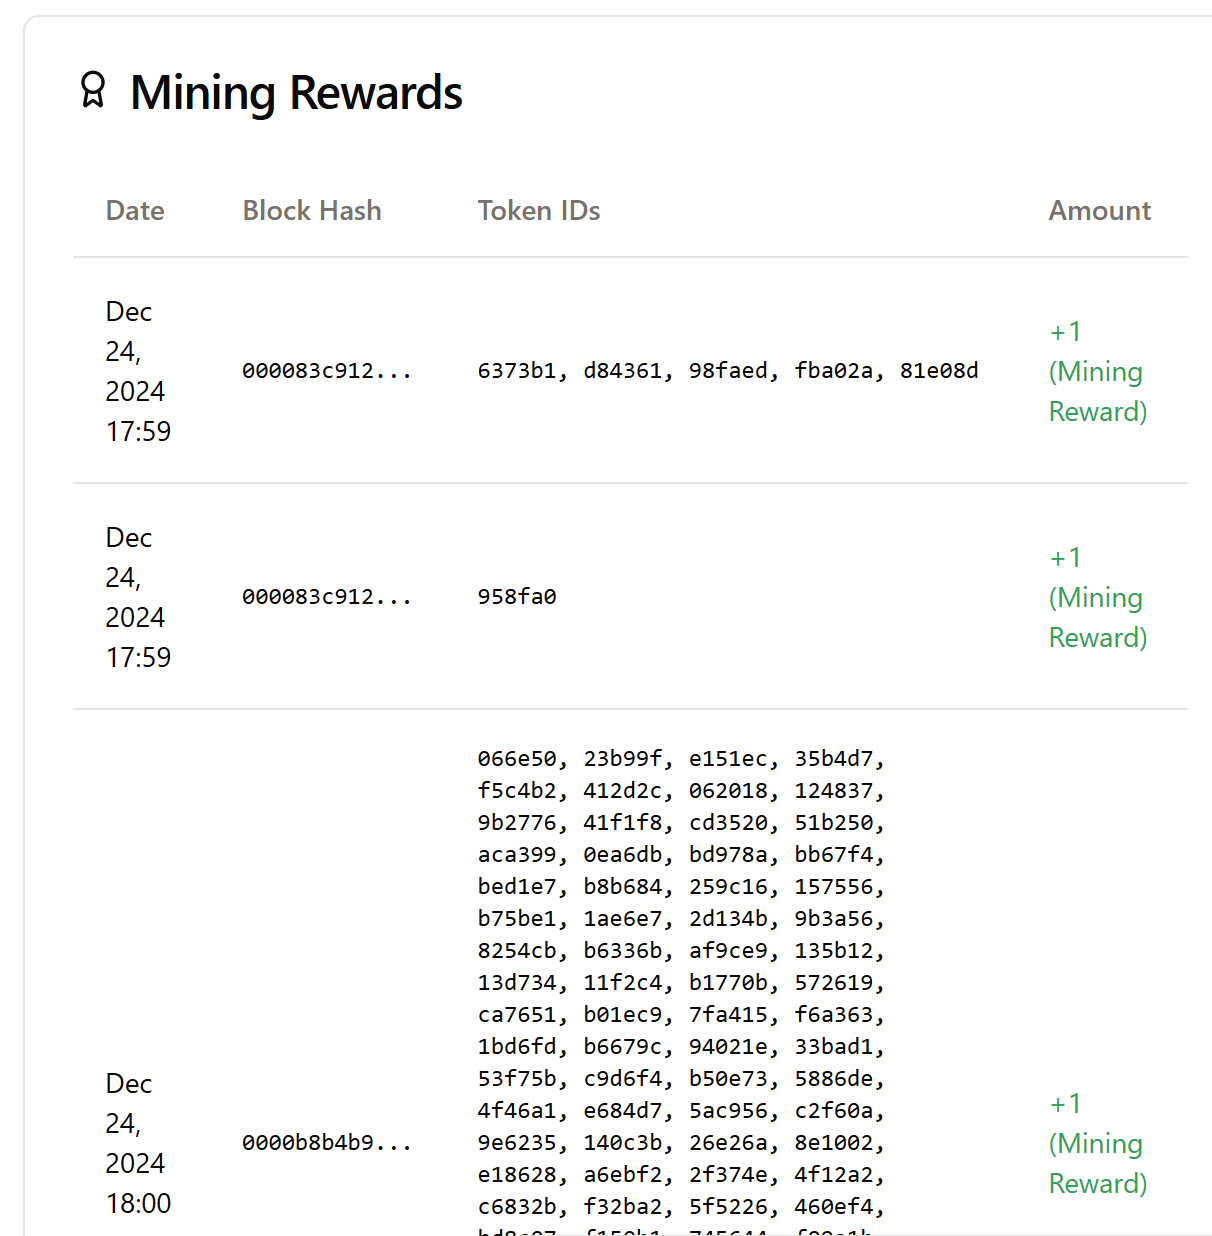 Mining Rewards
Date Block Hash Token IDs Amount
Dec
24,
2024
17:59
000083c912...
6373b1, d84361, 98faed, fba02a, 81e08d
+1
(Mining
Reward)
Dec
24,
2024
17:59
000083c912...
958fa0
+1
(Mining
Reward)
Dec
24,
2024
18:00
0000b8b4b9...
066e50, 23b99f, e151ec, 35b4d7,
f5c4b2, 412d2c, 062018, 124837,
9b2776, 41f1f8, cd3520, 51b250,
aca399, 0ea6db, bd978a, bb67f4,
bed1e7, b8b684, 259c16, 157556,
b75be1, 1ae6e7, 2d134b, 9b3a56,
8254cb, b6336b, af9ce9, 135b12,
13d734, 11f2c4, b1770b, 572619,
ca7651, b01ec9, 7fa415, f6a363,
1bd6fd, b6679c, 94021e, 33bad1,
53f75b, c9d6f4, b50e73, 5886de,
4f46a1, e684d7, 5ac956, c2f60a,
9e6235, 140c3b, 26e26a, 8e1002,
e18628, a6ebf2, 2f374e, 4f12a2,
c6832b, f32ba2, 5f5226, 460ef4,
+1
(Mining
Reward)